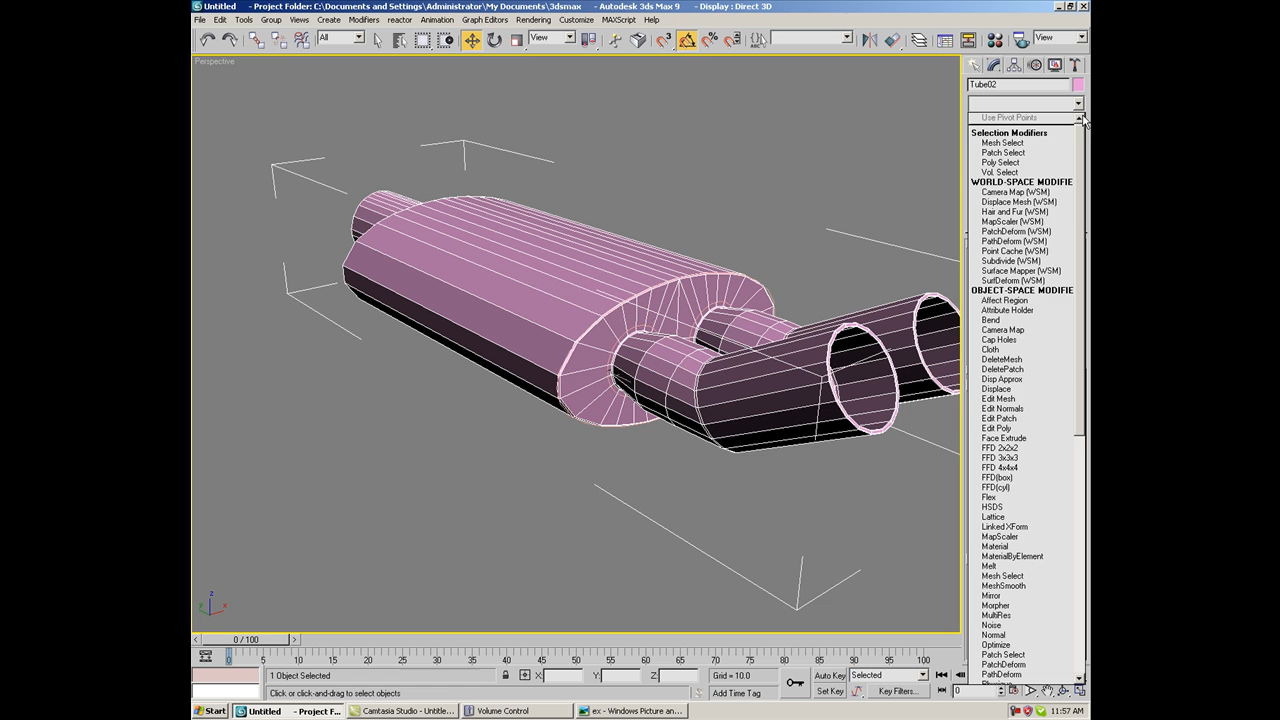 Untitled - Project Folder: C:\Documents and Settings\Administrator\My Documents\3dsmax - Autodesk 3ds Max 9 - Display : Direct 3D
File Edit Tools Group Views Create Modifiers reactor Animation Graph Editors Rendering Customize MAXScript Help
All View View
Perspective
Tube02
Use Pivot Points
Selection Modifiers
Mesh Select
Patch Select
Poly Select
Vol. Select
WORLD-SPACE MODIFIE
Camera Map (WSM)
Displace Mesh (WSM)
Hair and Fur (WSM)
MapScaler (WSM)
PatchDeform (WSM)
PathDeform (WSM)
Point Cache (WSM)
Subdivide (WSM)
Surface Mapper (WSM)
SurfDeform (WSM)
OBJECT-SPACE MODIFIE
Affect Region
Attribute Holder
Bend
Camera Map
Cap Holes
Cloth
DeleteMesh
DeletePatch
Disp Approx
Displace
Edit Mesh
Edit Normals
Edit Patch
Edit Poly
Face Extrude
FFD 2x2x2
FFD 3x3x3
FFD 4x4x4
FFD(box)
FFD(cyl)
Flex
HSDS
Lattice
Linked XForm
MapScaler
Material
MaterialByElement
Melt
Mesh Select
MeshSmooth
Mirror
Morpher
MultiRes
Noise
Normal
Optimize
Patch Select
PatchDeform
PathDeform
z
y x
0 / 100
0 5 10 15 20 25 30 35 40 45 50 55 60 65 70 75 80 85 90 95 100
1 Object Selected X: Y: Z: Grid = 10.0 Auto Key Selected
Click or click-and-drag to select objects Add Time Tag Set Key Key Filters... 0
Start Untitled - Project F... Camtasia Studio - Untitle... Volume Control ex - Windows Picture an... 11:57 AM